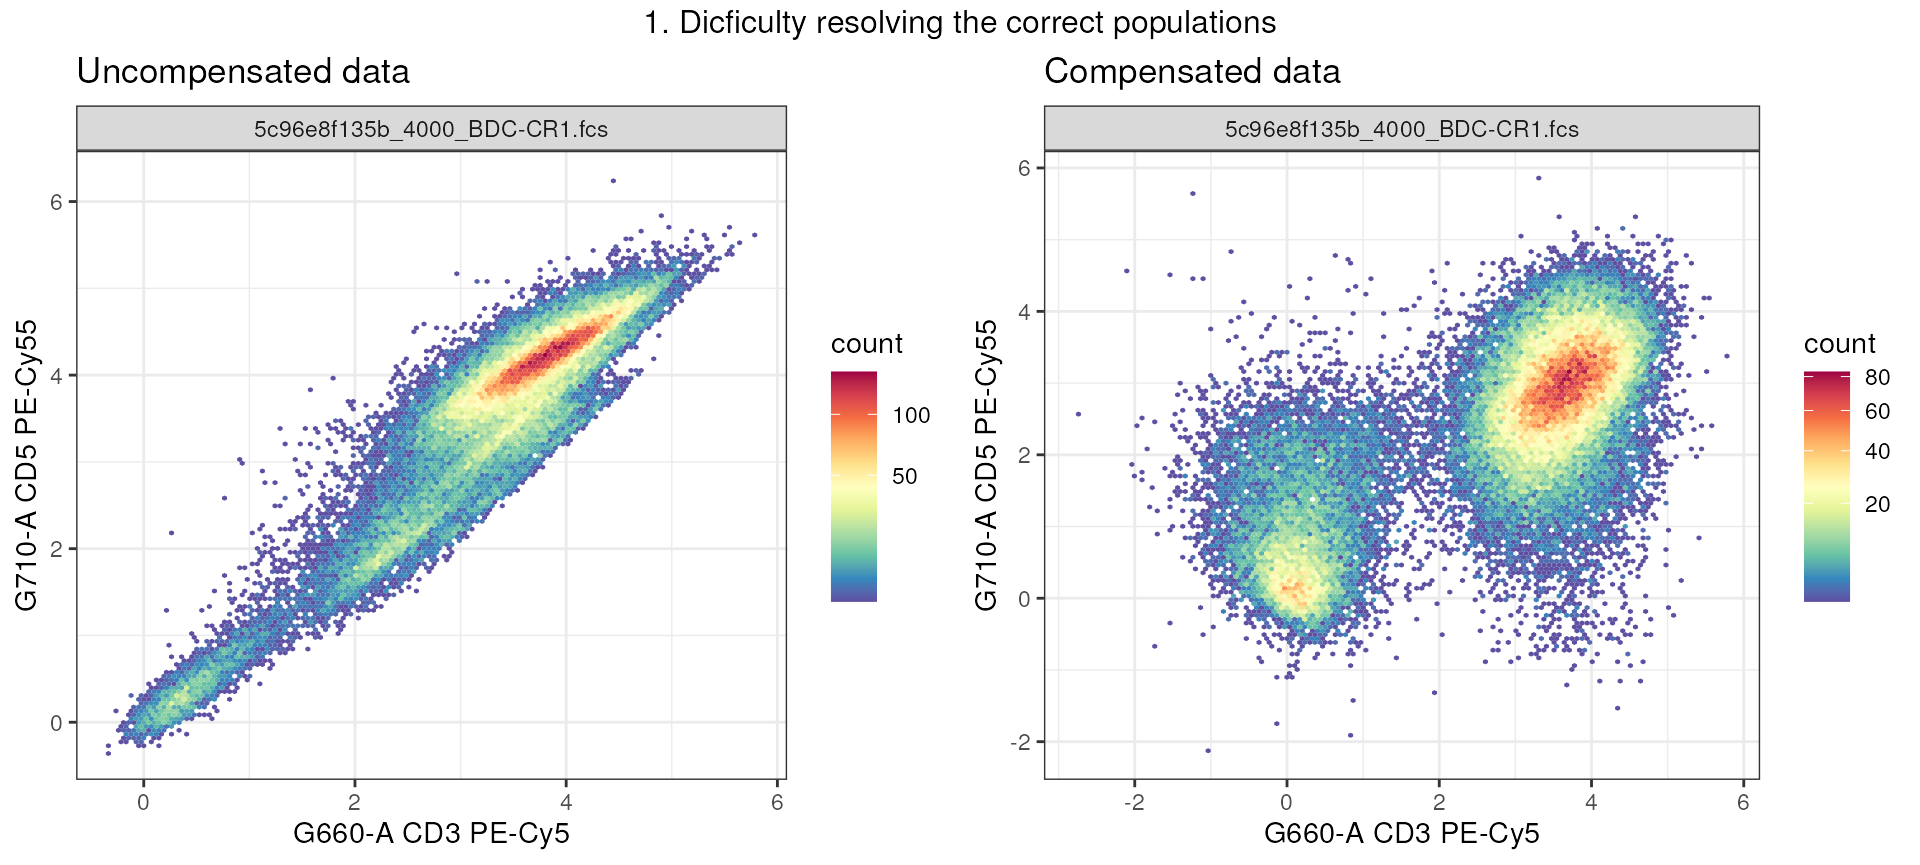 1. Dicficulty resolving the correct populations
Uncompensated data
5c96e8f135b_4000_BDC-CR1.fcs
6
4
2
0
0 2 4 6
G710-A CD5 PE-Cy55
G660-A CD3 PE-Cy5
count
100
50
Compensated data
5c96e8f135b_4000_BDC-CR1.fcs
6
4
2
0
-2
-2 0 2 4 6
G710-A CD5 PE-Cy55
G660-A CD3 PE-Cy5
count
80
60
40
20